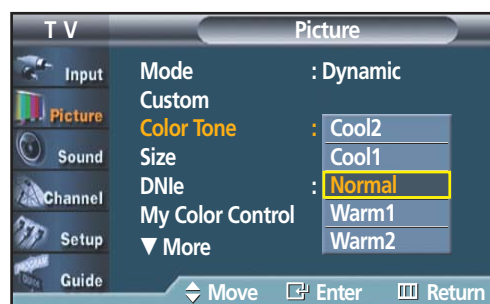 T V
Picture
Input
Picture
Sound
Channel
Setup
Guide
Mode : Dynamic
Custom
Color Tone : Cool2
Size Cool1
DNIe : Normal
My Color Control Warm1
▼ More Warm2
Move Enter Return